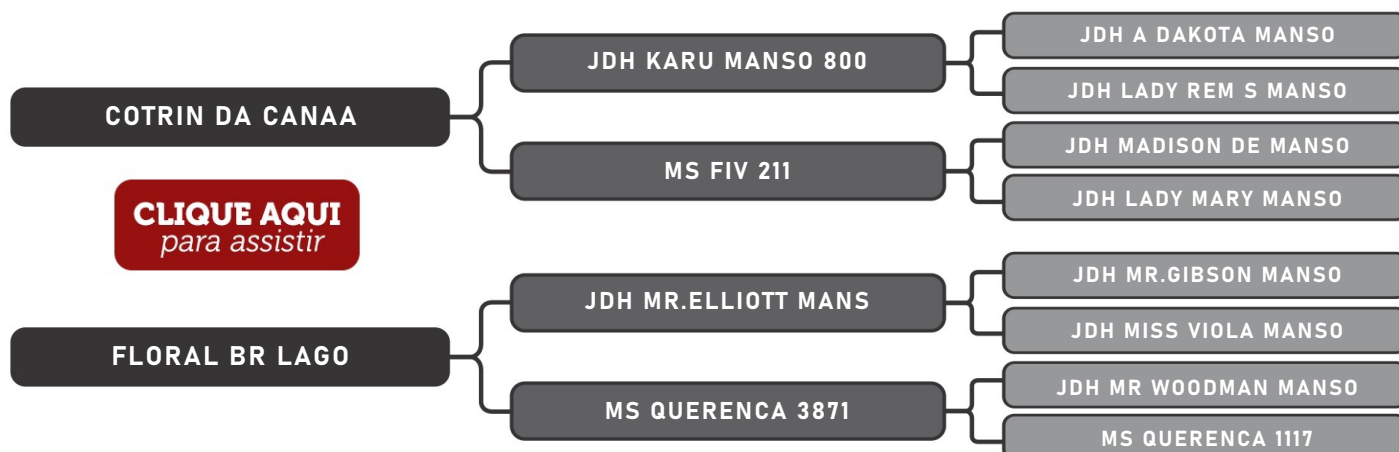 COTRIN DA CANAA
JDH KARU MANSO 800
JDH A DAKOTA MANSO
JDH LADY REM S MANSO
MS FIV 211
JDH MADISON DE MANSO
JDH LADY MARY MANSO
CLIQUE AQUI
para assistir
FLORAL BR LAGO
JDH MR.ELLIOTT MANS
JDH MR.GIBSON MANSO
JDH MISS VIOLA MANSO
MS QUERENCA 3871
JDH MR WOODMAN MANSO
MS QUERENCA 1117